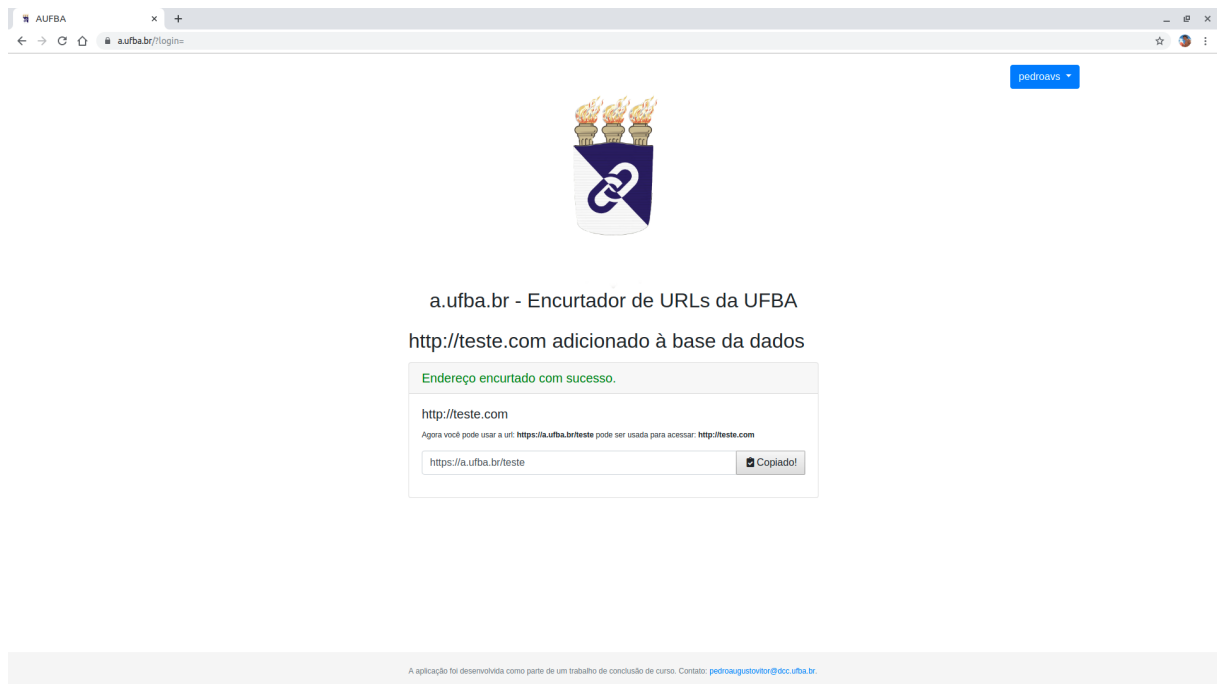 AUFBA
a.ufba.br/?login=
pedroavs
a.ufba.br - Encurtador de URLs da UFBA
http://teste.com adicionado à base da dados
Endereço encurtado com sucesso.
http://teste.com
Agora você pode usar a url: https://a.ufba.br/teste pode ser usada para acessar: http://teste.com
https://a.ufba.br/teste Copiado!
A aplicação foi desenvolvida como parte de um trabalho de conclusão de curso. Contato: pedroaugustovitor@dcc.ufba.br.